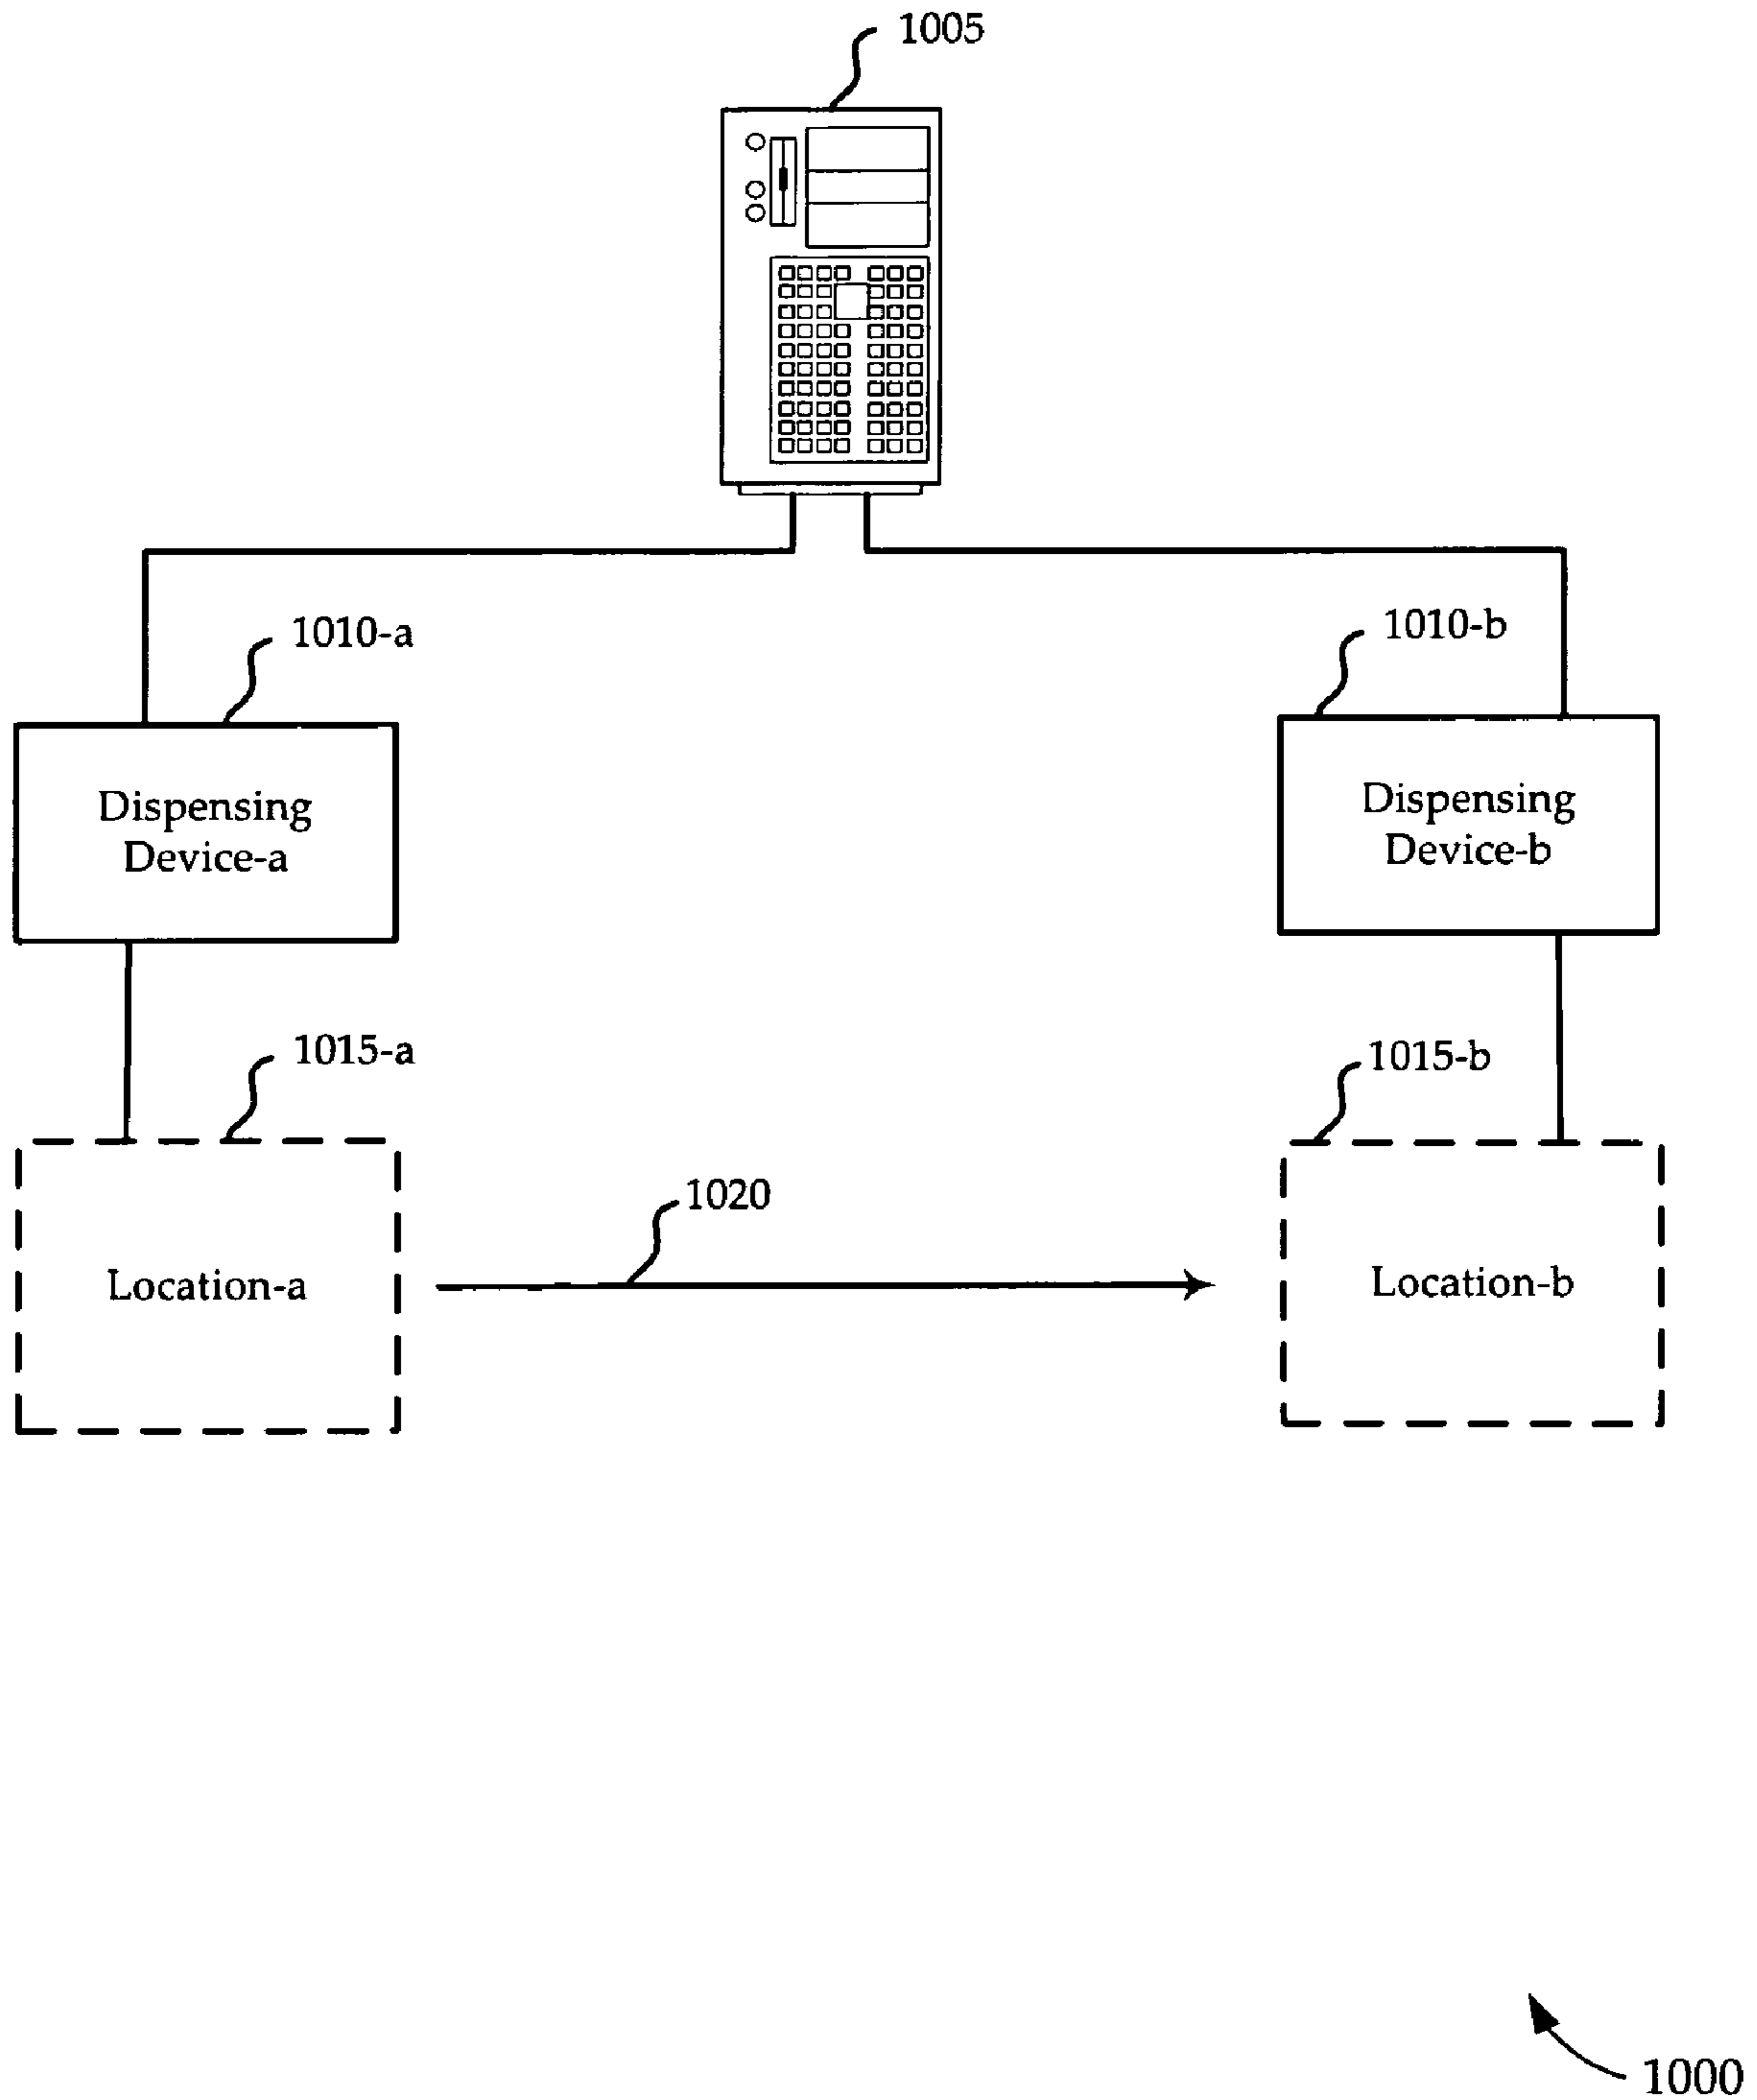 1005
1010-a
1010-b
Dispensing
Device-a
Dispensing
Device-b
1015-a
1015-b
1020
Location-a
Location-b
1000